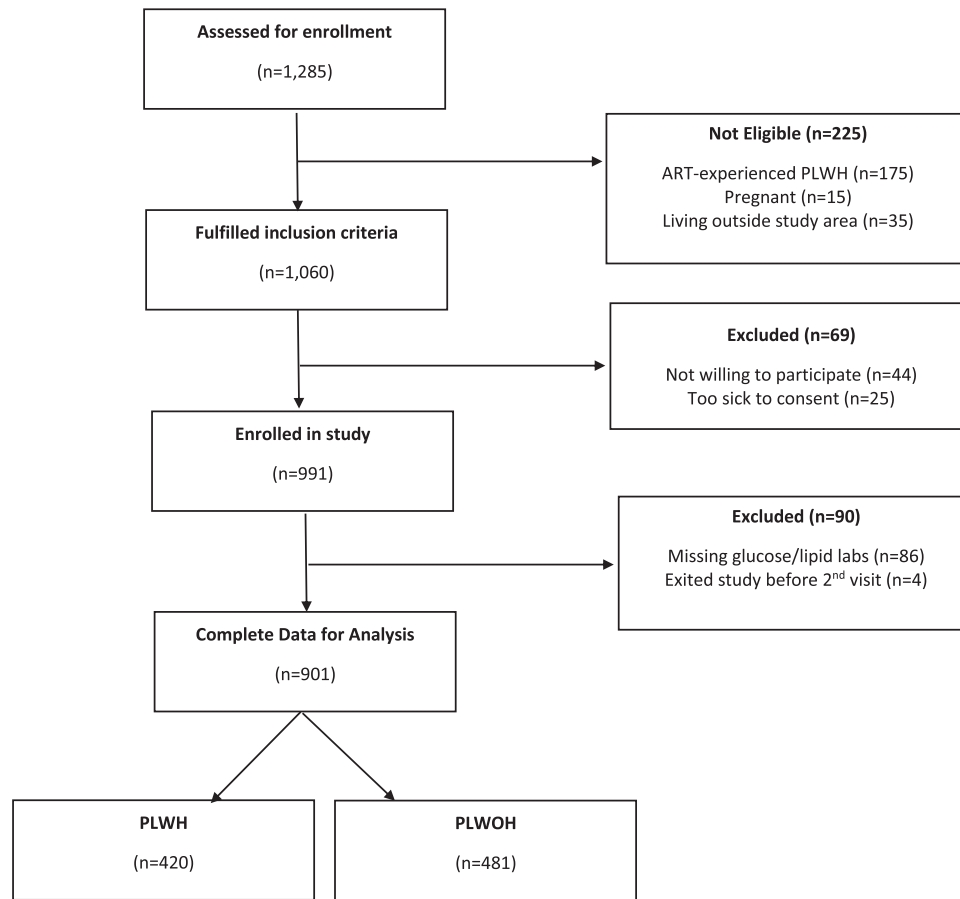 Assessed for enrollment
(n=1,285)
Not Eligible (n=225)
ART-experienced PLWH (n=175)
Pregnant (n=15)
Living outside study area (n=35)
Fulfilled inclusion criteria
(n=1,060)
Excluded (n=69)
Not willing to participate (n=44)
Too sick to consent (n=25)
Enrolled in study
(n=991)
Excluded (n=90)
Missing glucose/lipid labs (n=86)
Exited study before 2nd visit (n=4)
Complete Data for Analysis
(n=901)
PLWH
(n=420)
PLWOH
(n=481)